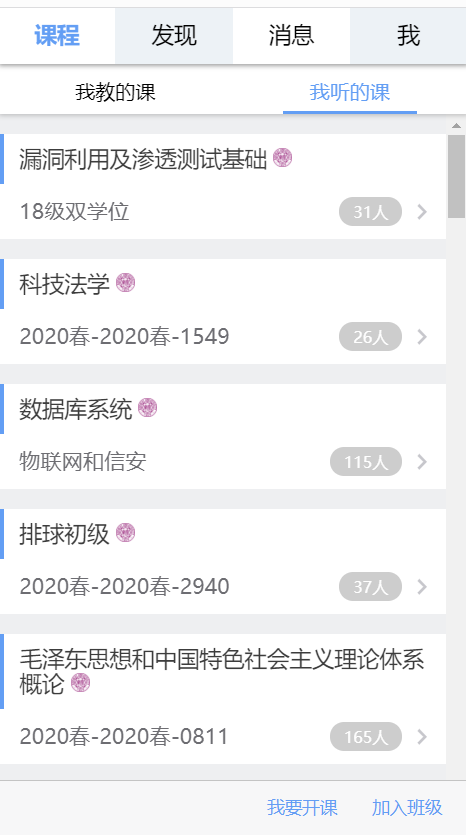 课程 发现 消息 我
我教的课 我听的课
漏洞利用及渗透测试基础
18级双学位 31人
科技法学
2020春-2020春-1549 26人
数据库系统
物联网和信安 115人
排球初级
2020春-2020春-2940 37人
毛泽东思想和中国特色社会主义理论体系
概论
2020春-2020春-0811 165人
我要开课 加入班级